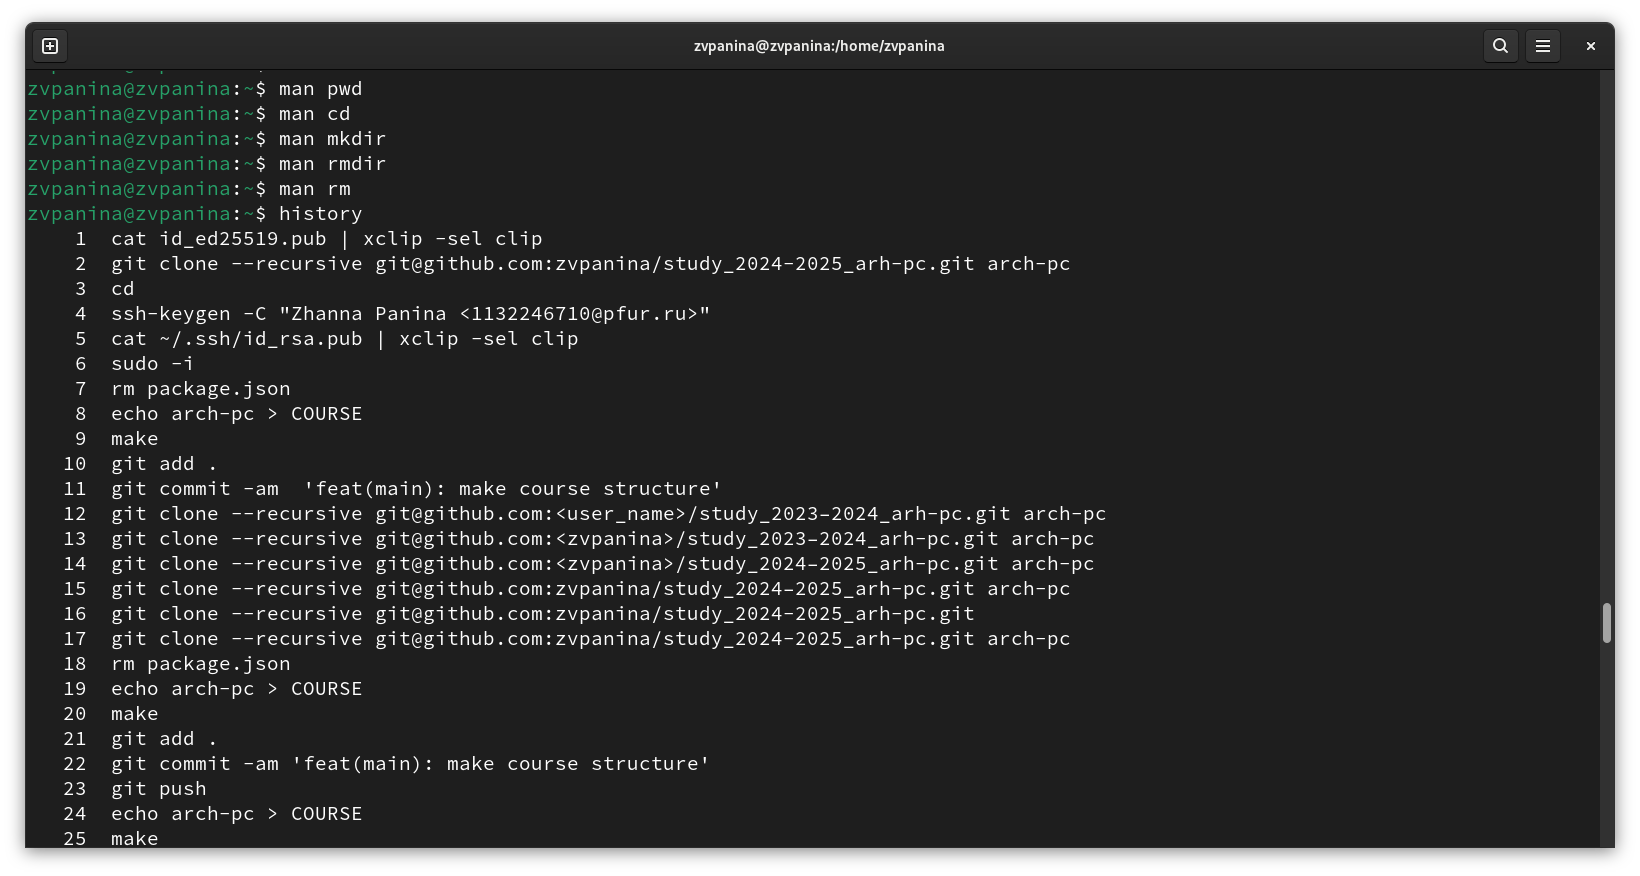 zvpanina@zvpanina:/home/zvpanina
zvpanina@zvpanina:~$ man pwd
zvpanina@zvpanina:~$ man cd
zvpanina@zvpanina:~$ man mkdir
zvpanina@zvpanina:~$ man rmdir
zvpanina@zvpanina:~$ man rm
zvpanina@zvpanina:~$ history
1 cat id_ed25519.pub | xclip -sel clip
2 git clone --recursive git@github.com:zvpanina/study_2024-2025_arh-pc.git arch-pc
3 cd
4 ssh-keygen -C "Zhanna Panina <1132246710@pfur.ru>"
5 cat ~/.ssh/id_rsa.pub | xclip -sel clip
6 sudo -i
7 rm package.json
8 echo arch-pc > COURSE
9 make
10 git add .
11 git commit -am  'feat(main): make course structure'
12 git clone --recursive git@github.com:<user_name>/study_2023–2024_arh-pc.git arch-pc
13 git clone --recursive git@github.com:<zvpanina>/study_2023–2024_arh-pc.git arch-pc
14 git clone --recursive git@github.com:<zvpanina>/study_2024–2025_arh-pc.git arch-pc
15 git clone --recursive git@github.com:zvpanina/study_2024–2025_arh-pc.git arch-pc
16 git clone --recursive git@github.com:zvpanina/study_2024-2025_arh-pc.git
17 git clone --recursive git@github.com:zvpanina/study_2024-2025_arh-pc.git arch-pc
18 rm package.json
19 echo arch-pc > COURSE
20 make
21 git add .
22 git commit -am 'feat(main): make course structure'
23 git push
24 echo arch-pc > COURSE
25 make